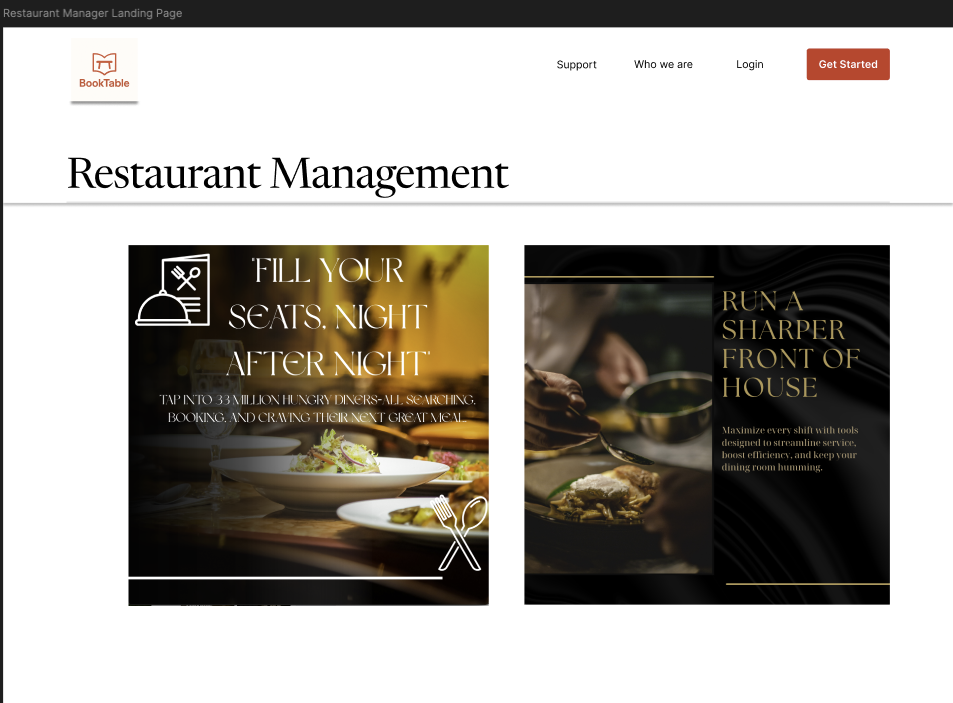 Restaurant Manager Landing Page
BookTable
Support
Who we are
Login
Get Started
Restaurant Management
'FILL YOUR
SEATS, NIGHT
AFTER NIGHT'
TAP INTO 33 MILLION HUNGRY DINERS-ALL SEARCHING,
BOOKING, AND CRAVING THEIR NEXT GREAT MEAL.
RUN A
SHARPER
FRONT OF
HOUSE
Maximize every shift with tools
designed to streamline service,
boost efficiency, and keep your
dining room humming.